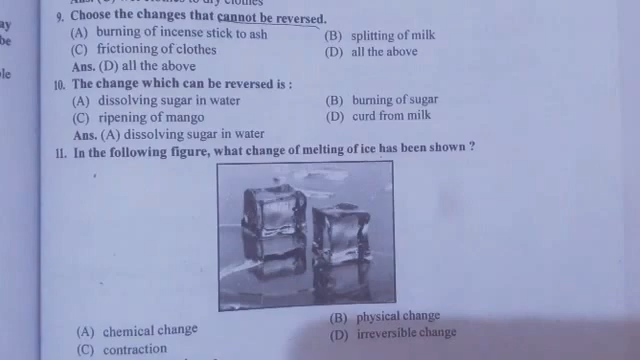 to dry clothes
9. Choose the changes that cannot be reversed.
(A) burning of incense stick to ash (B) splitting of milk
(C) frictioning of clothes (D) all the above
Ans. (D) all the above
10. The change which can be reversed is :
(A) dissolving sugar in water (B) burning of sugar
(C) ripening of mango (D) curd from milk
Ans. (A) dissolving sugar in water
11. In the following figure, what change of melting of ice has been shown ?
(A) chemical change (B) physical change
(C) contraction (D) irreversible change